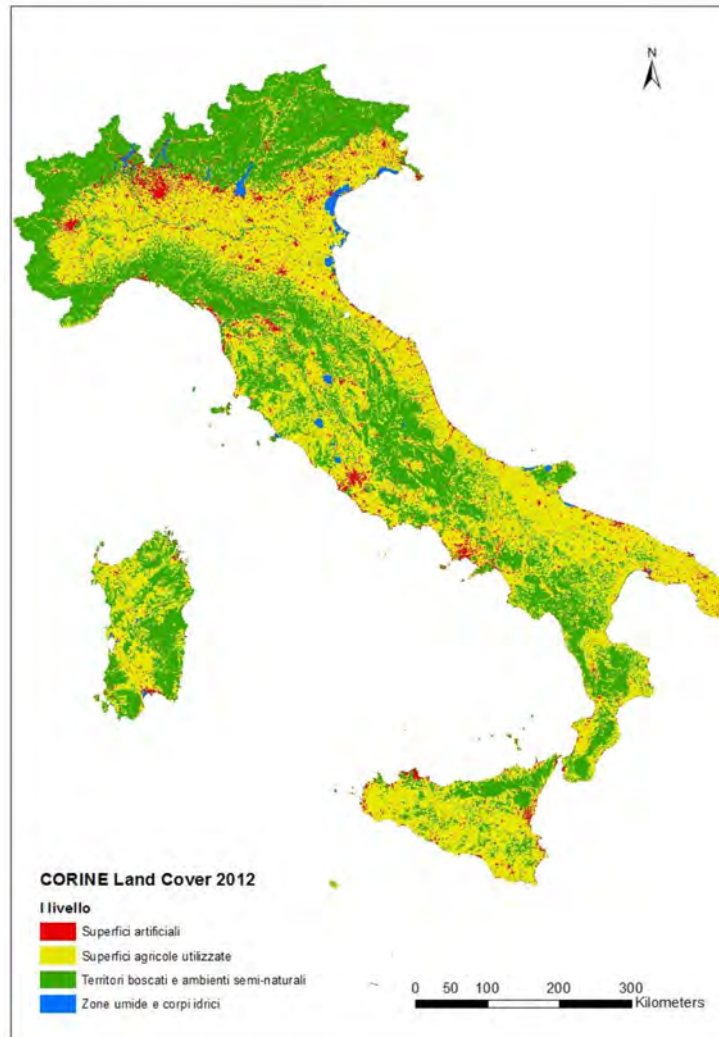 N
CORINE Land Cover 2012
I livello
Superfici artificiali
Superfici agricole utilizzate
Territori boscati e ambienti semi-naturali
Zone umide e corpi idrici
0 50 100 200 300
Kilometers